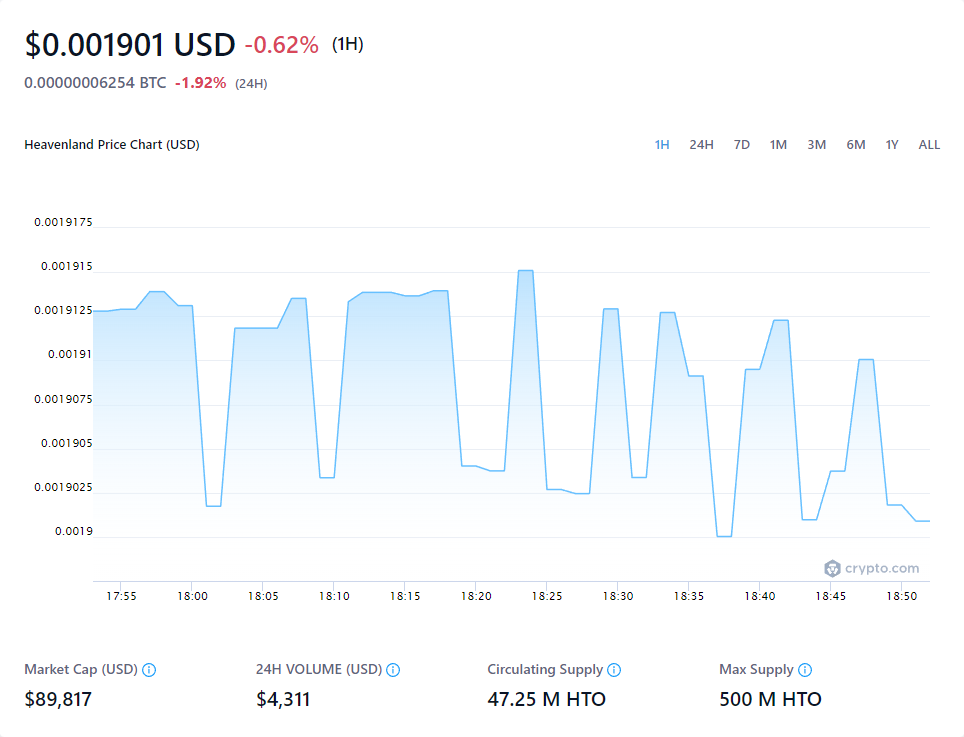 $0.001901 USD -0.62% (1H)
0.00000006254 BTC -1.92% (24H)
Heavenland Price Chart (USD) 1H 24H 7D 1M 3M 6M 1Y ALL
0.0019175
0.001915
0.0019125
0.00191
0.0019075
0.001905
0.0019025
0.0019
crypto.com
17:55 18:00 18:05 18:10 18:15 18:20 18:25 18:30 18:35 18:40 18:45 18:50
Market Cap (USD) 24H VOLUME (USD) Circulating Supply Max Supply
$89,817 $4,311 47.25 M HTO 500 M HTO